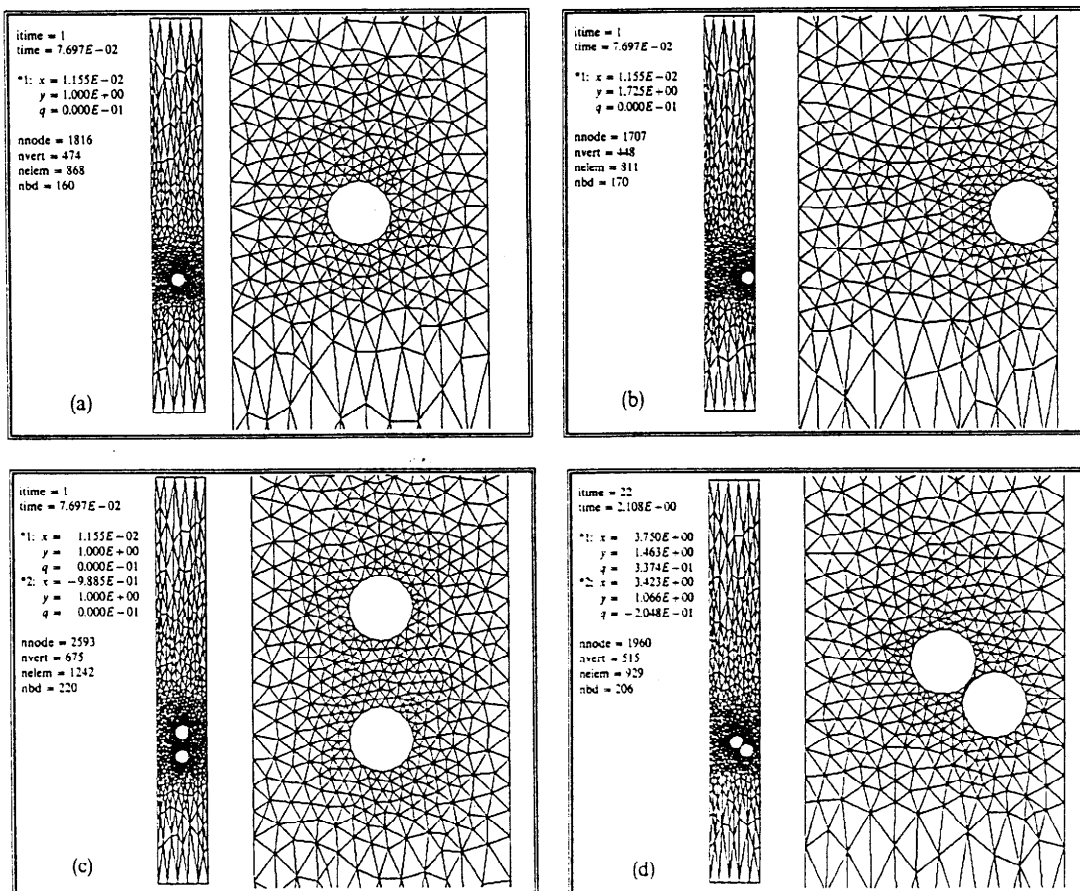 itime = 1
time = 7.697E−02
*1: x = 1.155E−02
y = 1.000E+00
q = 0.000E−01
nnode = 1816
nvert = 474
nelem = 868
nbd = 160
(a)
itime = 1
time = 7.697E−02
*1: x = 1.155E−02
y = 1.725E+00
q = 0.000E−01
nnode = 1707
nvert = 448
nelem = 811
nbd = 170
(b)
itime = 1
time = 7.697E−02
*1: x = 1.155E−02
y = 1.000E+00
q = 0.000E−01
*2: x = −9.885E−01
y = 1.000E+00
q = 0.000E−01
nnode = 2593
nvert = 675
nelem = 1242
nbd = 220
(c)
itime = 22
time = 2.108E+00
*1: x = 3.750E+00
y = 1.463E+00
q = 3.374E−01
*2: x = 3.423E+00
y = 1.066E+00
q = −2.048E−01
nnode = 1960
nvert = 515
nelem = 929
nbd = 206
(d)